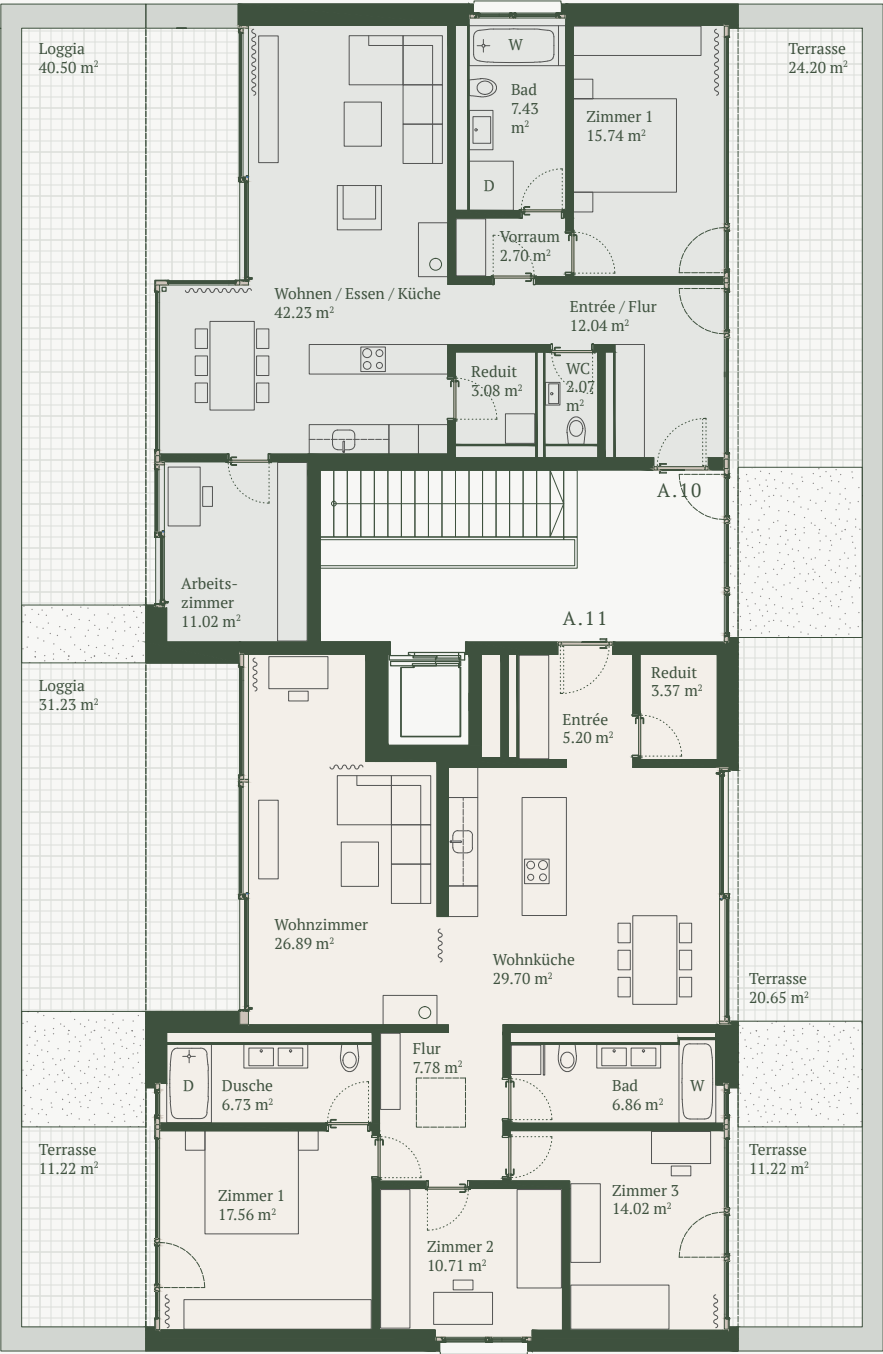 Loggia
40.50 m²
W
Bad
7.43
m²
D
Zimmer 1
15.74 m²
Terrasse
24.20 m²
Vorraum
2.70 m²
Wohnen / Essen / Küche
42.23 m²
Entrée / Flur
12.04 m²
Reduit
3.08 m²
WC
2.07
m²
A.10
Arbeits-
zimmer
11.02 m²
A.11
Loggia
31.23 m²
Entrée
5.20 m²
Reduit
3.37 m²
Wohnzimmer
26.89 m²
Wohnküche
29.70 m²
Terrasse
20.65 m²
D
Dusche
6.73 m²
Flur
7.78 m²
Bad
6.86 m²
W
Terrasse
11.22 m²
Terrasse
11.22 m²
Zimmer 1
17.56 m²
Zimmer 2
10.71 m²
Zimmer 3
14.02 m²